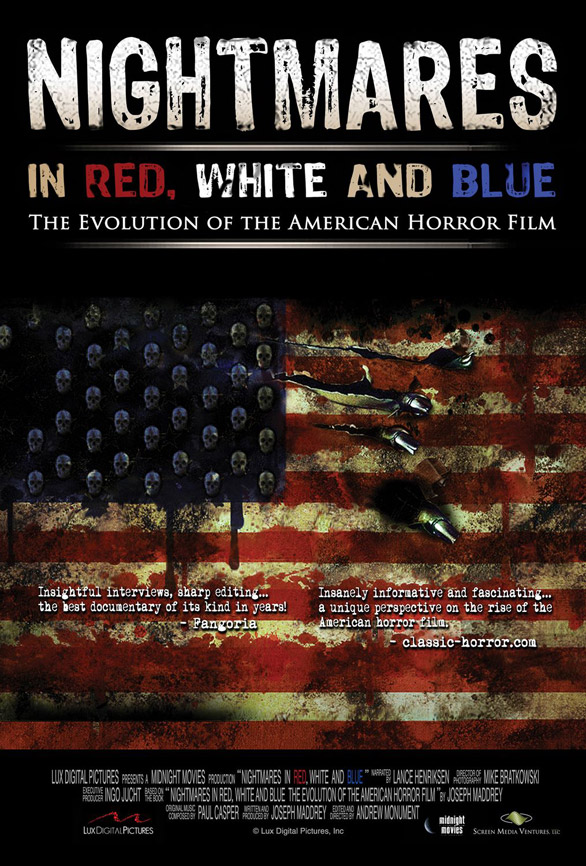 NIGHTMARES
IN RED, WHITE AND BLUE
THE EVOLUTION OF THE AMERICAN HORROR FILM
Insightful interviews, sharp editing...
the best documentary of its kind in years!
- Fangoria
Insanely informative and fascinating...
a unique perspective on the rise of the
American horror film.
- classic-horror.com
LUX DIGITAL PICTURES PRESENTS A MIDNIGHT MOVIES PRODUCTION "NIGHTMARES IN RED, WHITE AND BLUE" NARRATED BY LANCE HENRIKSEN DIRECTOR OF PHOTOGRAPHY MIKE BRATKOWSKI
EXECUTIVE PRODUCER INGO JUCHT BASED ON THE BOOK "NIGHTMARES IN RED, WHITE AND BLUE: THE EVOLUTION OF THE AMERICAN HORROR FILM" BY JOSEPH MADDREY
ORIGINAL MUSIC COMPOSED BY PAUL CASPER WRITTEN AND PRODUCED BY JOSEPH MADDREY EDITED AND DIRECTED BY ANDREW MONUMENT
LUX DIGITAL PICTURES
© Lux Digital Pictures, Inc
midnight
movies
SCREEN MEDIA VENTURES, LLC